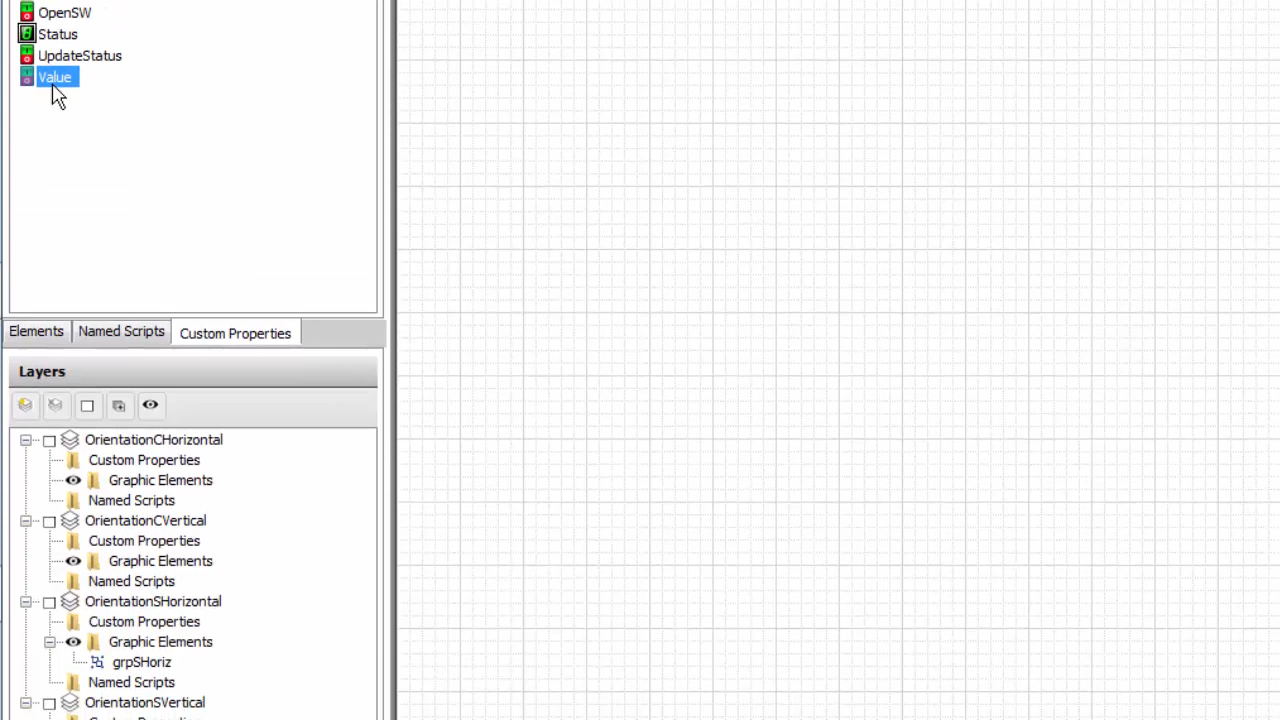 OpenSW
Status
UpdateStatus
Value
Elements Named Scripts Custom Properties
Layers
OrientationCHorizontal
Custom Properties
Graphic Elements
Named Scripts
OrientationCVertical
Custom Properties
Graphic Elements
Named Scripts
OrientationSHorizontal
Custom Properties
Graphic Elements
grpSHoriz
Named Scripts
OrientationSVertical